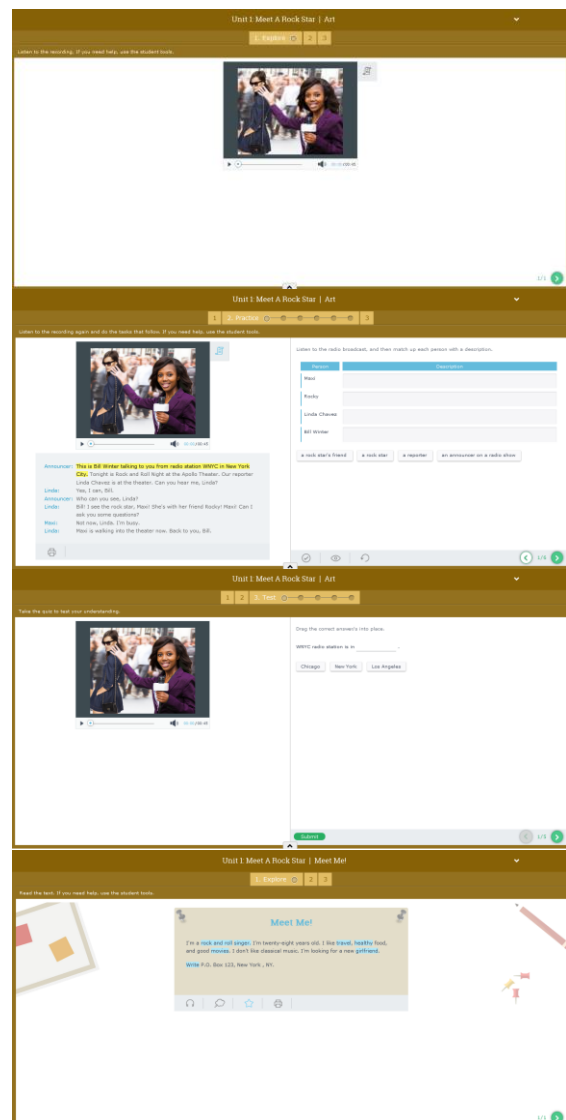 Unit 1: Meet A Rock Star | Art
1. Explore 2 3
Listen to the recording. If you need help, use the student tools.
1/1
Unit 1: Meet A Rock Star | Art
1 2. Practice 3
Listen to the recording again and do the tasks that follow. If you need help, use the student tools.
Announcer: This is Bill Winter talking to you from radio station WNYC in New York
City. Tonight is Rock and Roll Night at the Apollo Theater. Our reporter
Linda Chaves is at the theater. Can you hear me, Linda?
Linda: Yes, I can, Bill.
Announcer: Who can you see, Linda?
Linda: Bill! I see the rock star, Maxi! She's with her friend Rocky! Maxi! Can I
ask you some questions?
Maxi: Not now, Linda. I'm busy.
Linda: Maxi is walking into the theater now. Back to you, Bill.
Listen to the radio broadcast, and then match up each person with a description.
Person Description
Maxi
Rocky
Linda Chaves
Bill Winter
a rock star's friend a rock star a reporter an announcer on a radio show
Unit 1: Meet A Rock Star | Art
1 2 3. Test
Take the quiz to test your understanding.
Drag the correct answer/s into place.
WNYC radio station is in .
Chicago New York Los Angeles
Submit
Unit 1: Meet A Rock Star | Meet Me!
1. Explore 2 3
Read the text. If you need help, use the student tools.
Meet Me!
I'm a rock and roll singer. I'm twenty-eight years old. I like travel, healthy food,
and good movies. I don't like classical music. I'm looking for a new girlfriend.
Write P.O. Box 123, New York , NY.
1/1